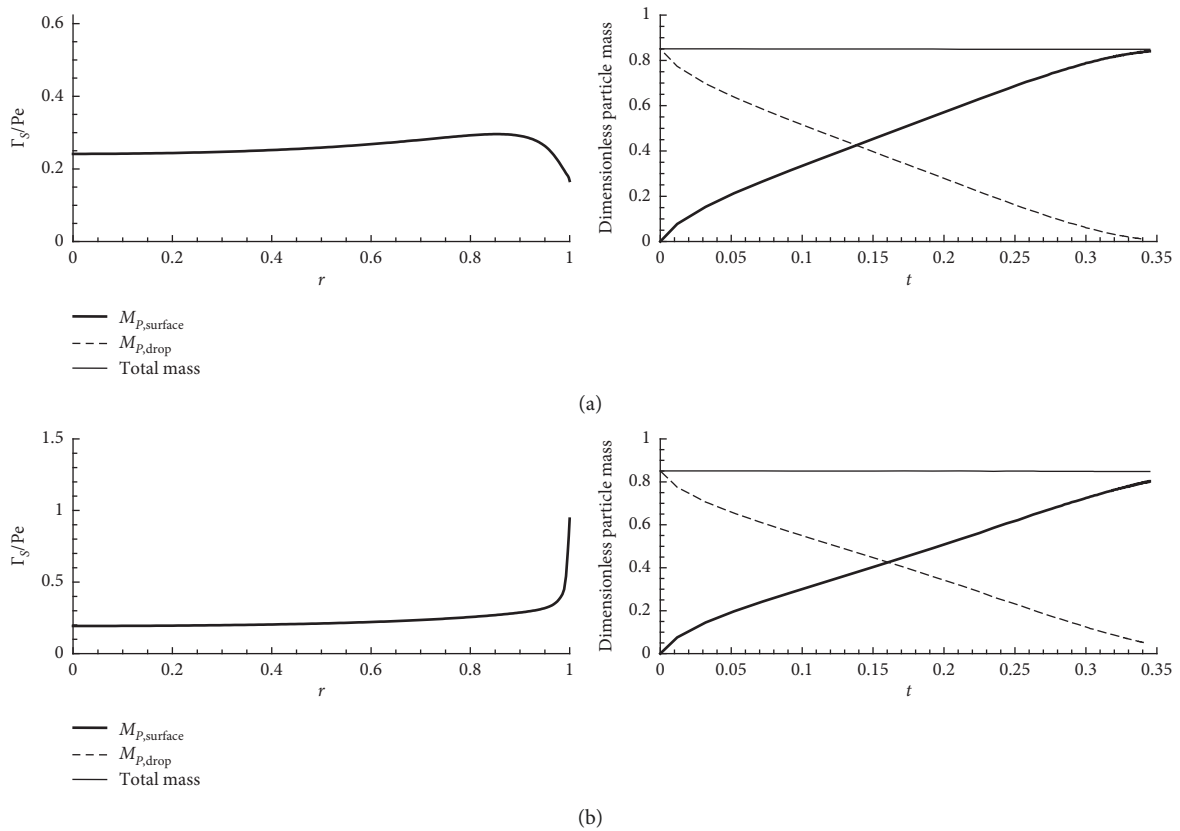 0.6
0.4
0.2
0
Γ_S/Pe
0 0.2 0.4 0.6 0.8 1
r
1
0.8
0.6
0.4
0.2
0
Dimensionless particle mass
0 0.05 0.1 0.15 0.2 0.25 0.3 0.35
t
M_P,surface
M_P,drop
Total mass
(a)
1.5
1
0.5
0
Γ_S/Pe
0 0.2 0.4 0.6 0.8 1
r
1
0.8
0.6
0.4
0.2
0
Dimensionless particle mass
0 0.05 0.1 0.15 0.2 0.25 0.3 0.35
t
M_P,surface
M_P,drop
Total mass
(b)